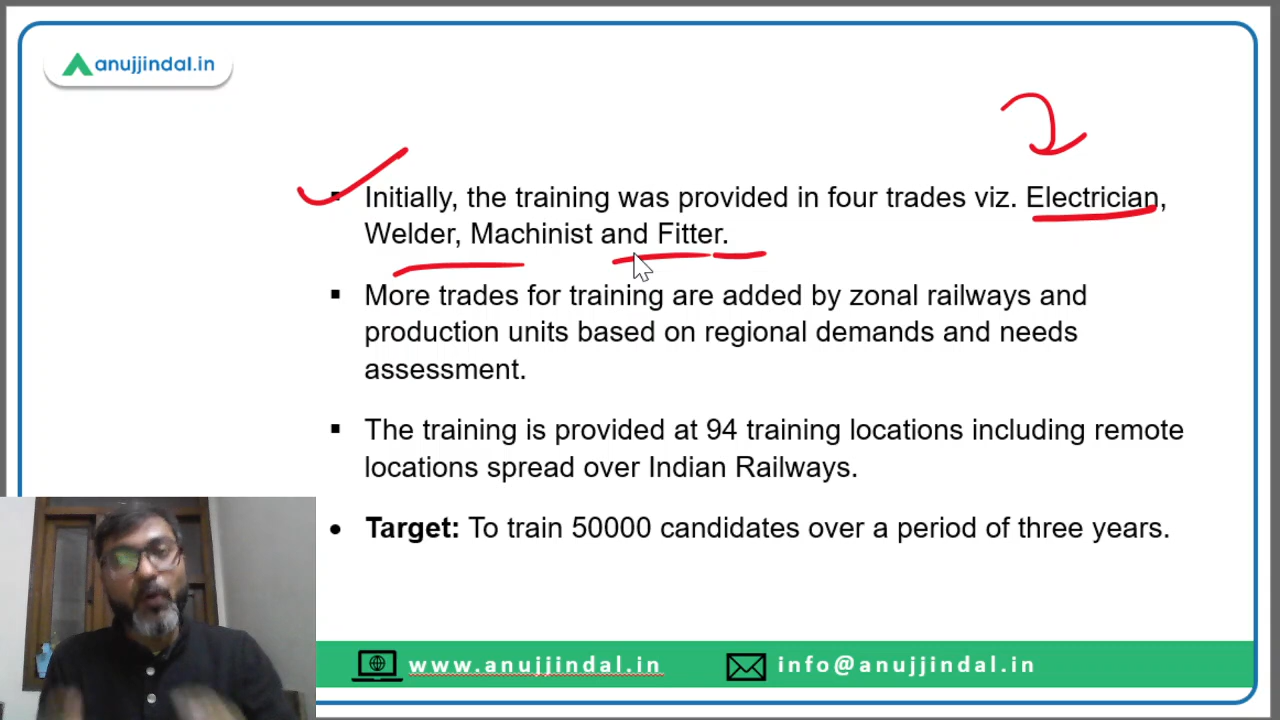 anujjindal.in
2
▪ Initially, the training was provided in four trades viz. Electrician,
Welder, Machinist and Fitter.
▪ More trades for training are added by zonal railways and
production units based on regional demands and needs
assessment.
▪ The training is provided at 94 training locations including remote
locations spread over Indian Railways.
• Target: To train 50000 candidates over a period of three years.
www.anujjindal.in
info@anujjindal.in